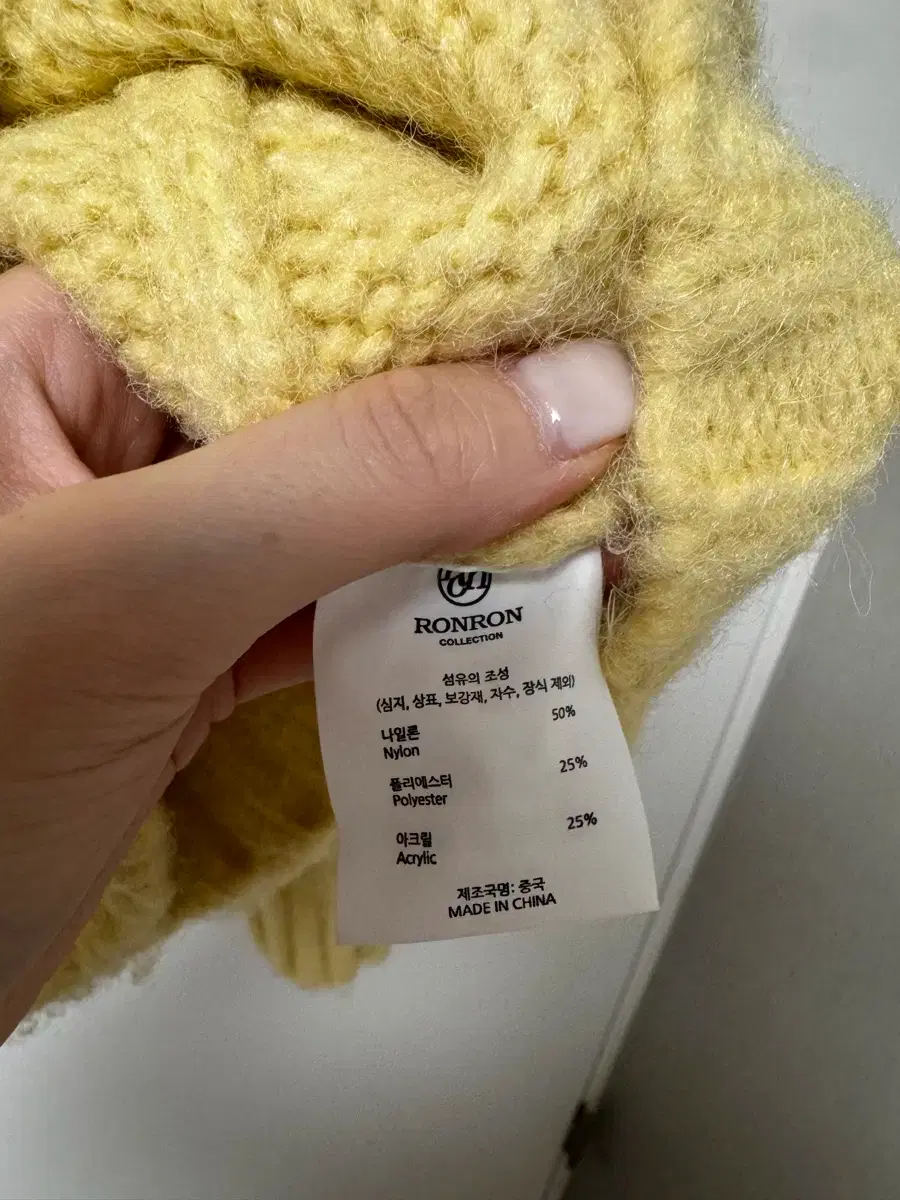 RONRON
COLLECTION
섬유의 조성
(심지, 상표, 보강재, 자수, 장식 제외)
나일론 50%
Nylon
폴리에스터 25%
Polyester
아크릴 25%
Acrylic
제조국명: 중국
MADE IN CHINA